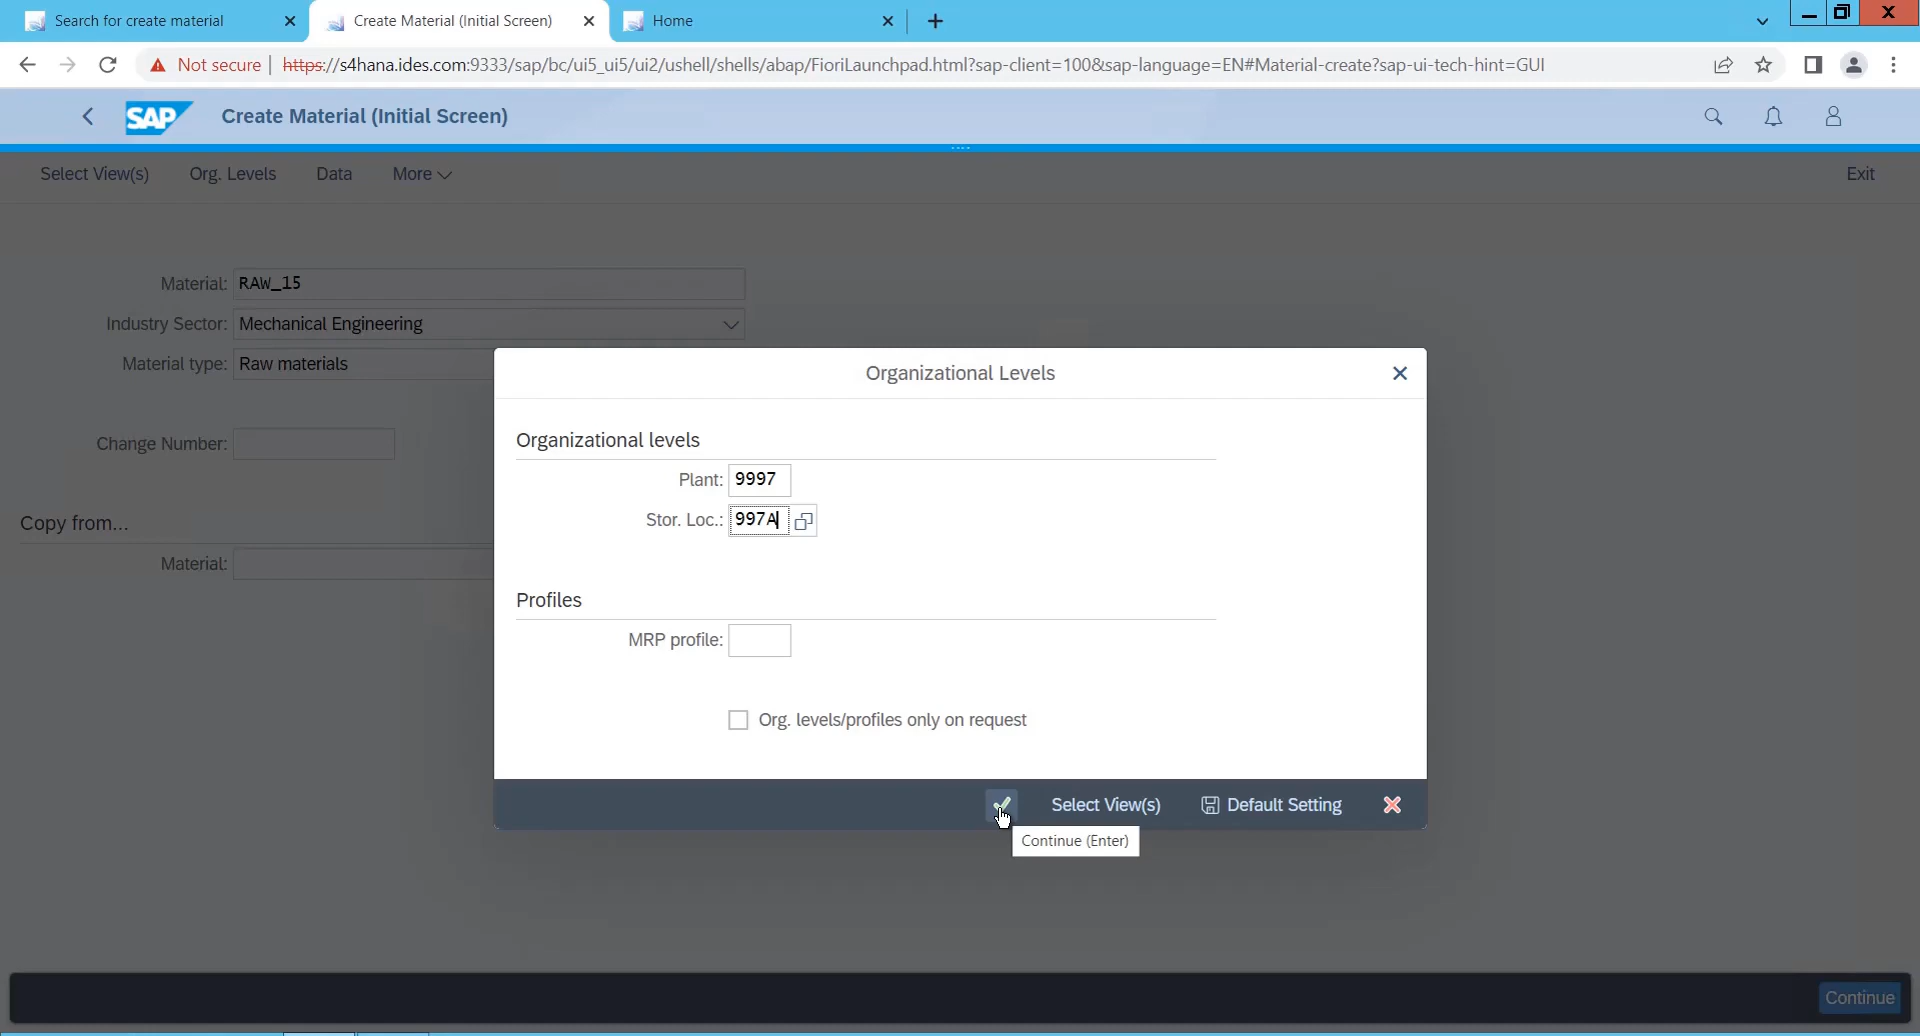 Search for create material
Create Material (Initial Screen)
Home
Not secure
https://s4hana.ides.com:9333/sap/bc/ui5_ui5/ui2/ushell/shells/abap/FioriLaunchpad.html?sap-client=100&sap-language=EN#Material-create?sap-ui-tech-hint=GUI
SAP
Create Material (Initial Screen)
Select View(s)
Org. Levels
Data
More
Exit
Material: RAW_15
Industry Sector: Mechanical Engineering
Material type: Raw materials
Change Number:
Copy from...
Material:
Organizational Levels
Organizational levels
Plant: 9997
Stor. Loc.: 997A
Profiles
MRP profile:
Org. levels/profiles only on request
Select View(s)
Default Setting
Continue (Enter)
Continue